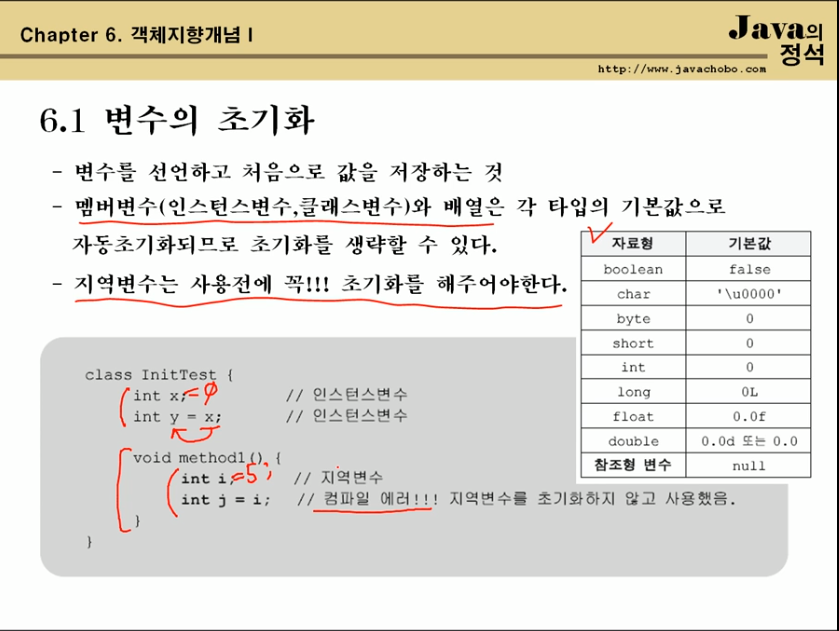 Chapter 6. 객체지향개념 I
Java의
정석
http://www.javachobo.com
6.1 변수의 초기화
- 변수를 선언하고 처음으로 값을 저장하는 것
- 멤버변수(인스턴스변수,클래스변수)와 배열은 각 타입의 기본값으로
자동초기화되므로 초기화를 생략할 수 있다.
- 지역변수는 사용전에 꼭!!! 초기화를 해주어야한다.
자료형 기본값
boolean false
char '\u0000'
byte 0
short 0
int 0
long 0L
float 0.0f
double 0.0d 또는 0.0
참조형 변수 null
class InitTest {
int x; =0 // 인스턴스변수
int y = x; // 인스턴스변수
void method1() {
int i; =5; // 지역변수
int j = i; // 컴파일 에러!!! 지역변수를 초기화하지 않고 사용했음.
}
}